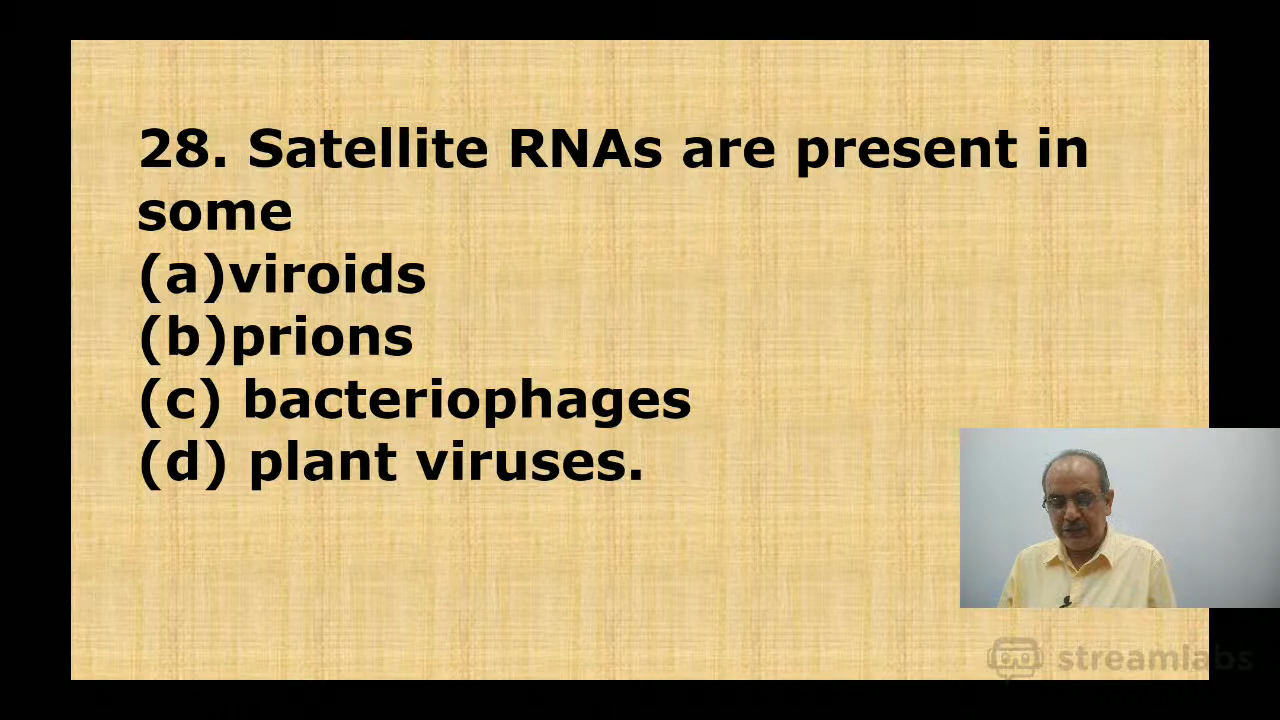 28. Satellite RNAs are present in
some
(a)viroids
(b)prions
(c) bacteriophages
(d) plant viruses.
streamlabs